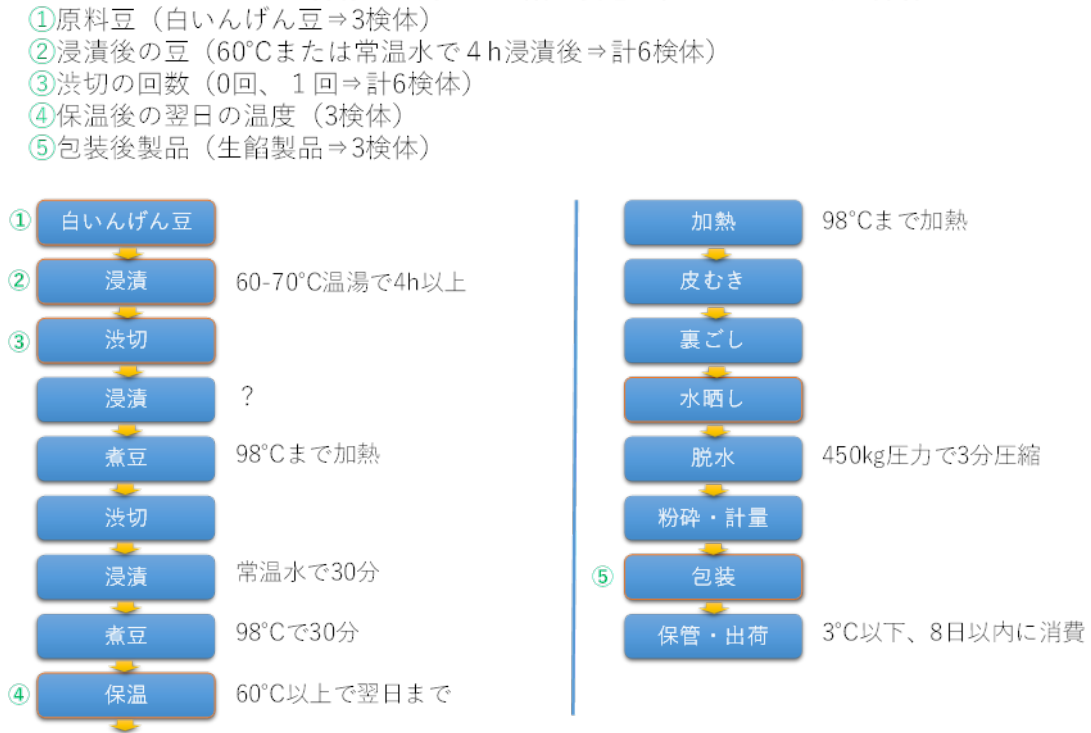 ①原料豆（白いんげん豆⇒3検体）
②浸漬後の豆（60℃または常温水で４h浸漬後⇒計6検体）
③渋切の回数（0回、１回⇒計6検体）
④保温後の翌日の温度（3検体）
⑤包装後製品（生餡製品⇒3検体）
① 白いんげん豆
② 浸漬 60-70℃温湯で4h以上
③ 渋切
浸漬 ？
煮豆 98℃まで加熱
渋切
浸漬 常温水で30分
煮豆 98℃で30分
④ 保温 60℃以上で翌日まで
加熱 98℃まで加熱
皮むき
裏ごし
水晒し
脱水 450kg圧力で3分圧縮
粉砕・計量
⑤ 包装
保管・出荷 3℃以下、8日以内に消費